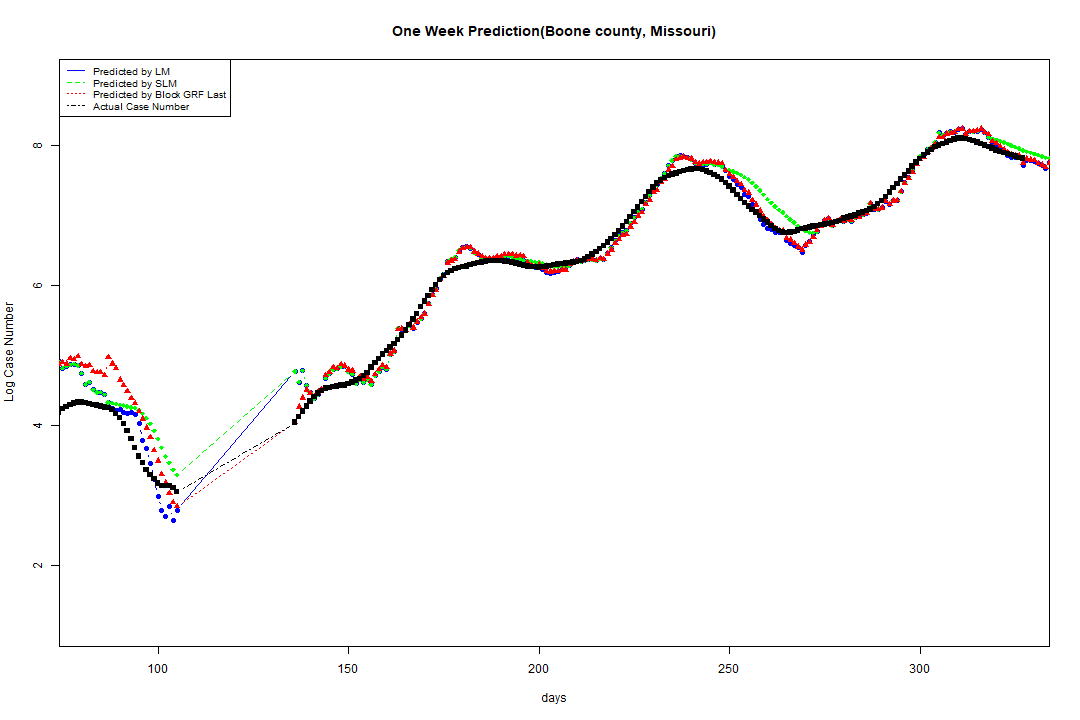 One Week Prediction(Boone county, Missouri)
Predicted by LM
Predicted by SLM
Predicted by Block GRF Last
Actual Case Number
Log Case Number
8
6
4
2
100
150
200
250
300
days